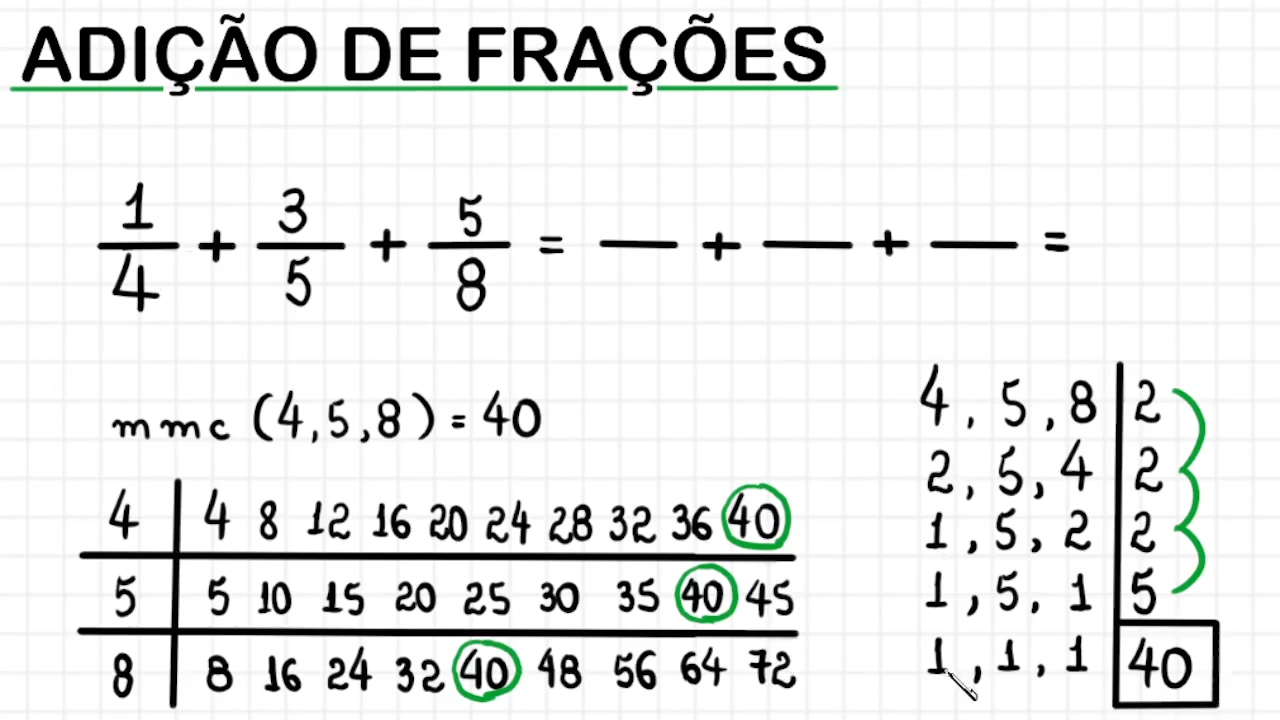 ADIÇÃO DE FRAÇÕES
1/4 + 3/5 + 5/8 = — + — + — =
mmc (4,5,8) = 40
4 | 4 8 12 16 20 24 28 32 36 40
5 | 5 10 15 20 25 30 35 40 45
8 | 8 16 24 32 40 48 56 64 72
4, 5, 8 | 2
2, 5, 4 | 2
1, 5, 2 | 2
1, 5, 1 | 5
1, 1, 1 | 40